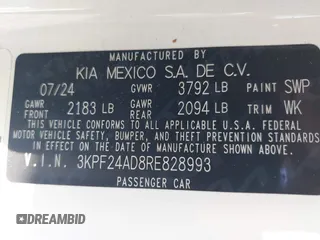 MANUFACTURED BY
KIA MEXICO S.A. DE C.V.
07/24 GVWR 3792 LB PAINT SWP
GAWR FRONT 2183 LB GAWR REAR 2094 LB TRIM WK
THIS VEHICLE CONFORMS TO ALL APPLICABLE U.S. FEDERAL
MOTOR VEHICLE SAFETY, BUMPER, AND THEFT PREVENTION
STANDARDS IN EFFECT ON THE DATE OF MANUFACTURE SHOWN ABOVE.
V.I.N. 3KPF24AD8RE828993
PASSENGER CAR
DREAMBID